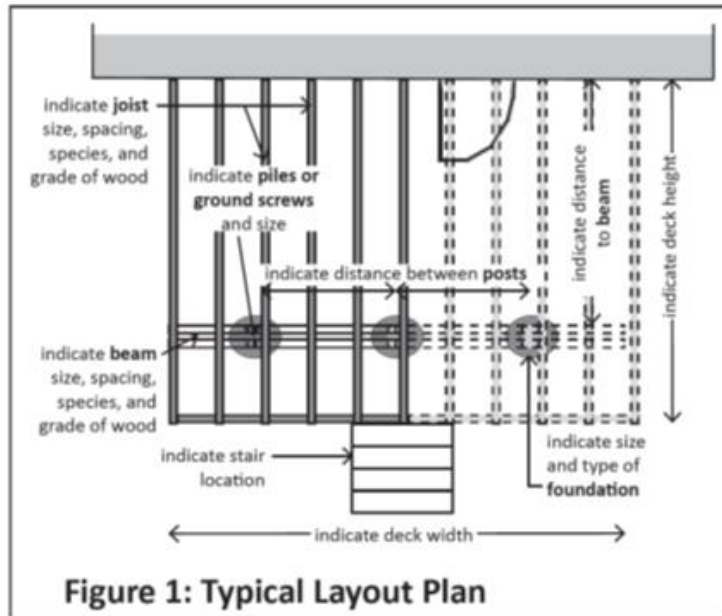 indicate joist
size, spacing,
species, and
grade of wood
indicate piles or
ground screws
and size
indicate distance
to beam
indicate deck height
indicate distance between posts
indicate beam
size, spacing,
species, and
grade of wood
indicate stair
location
indicate size
and type of
foundation
indicate deck width
Figure 1: Typical Layout Plan